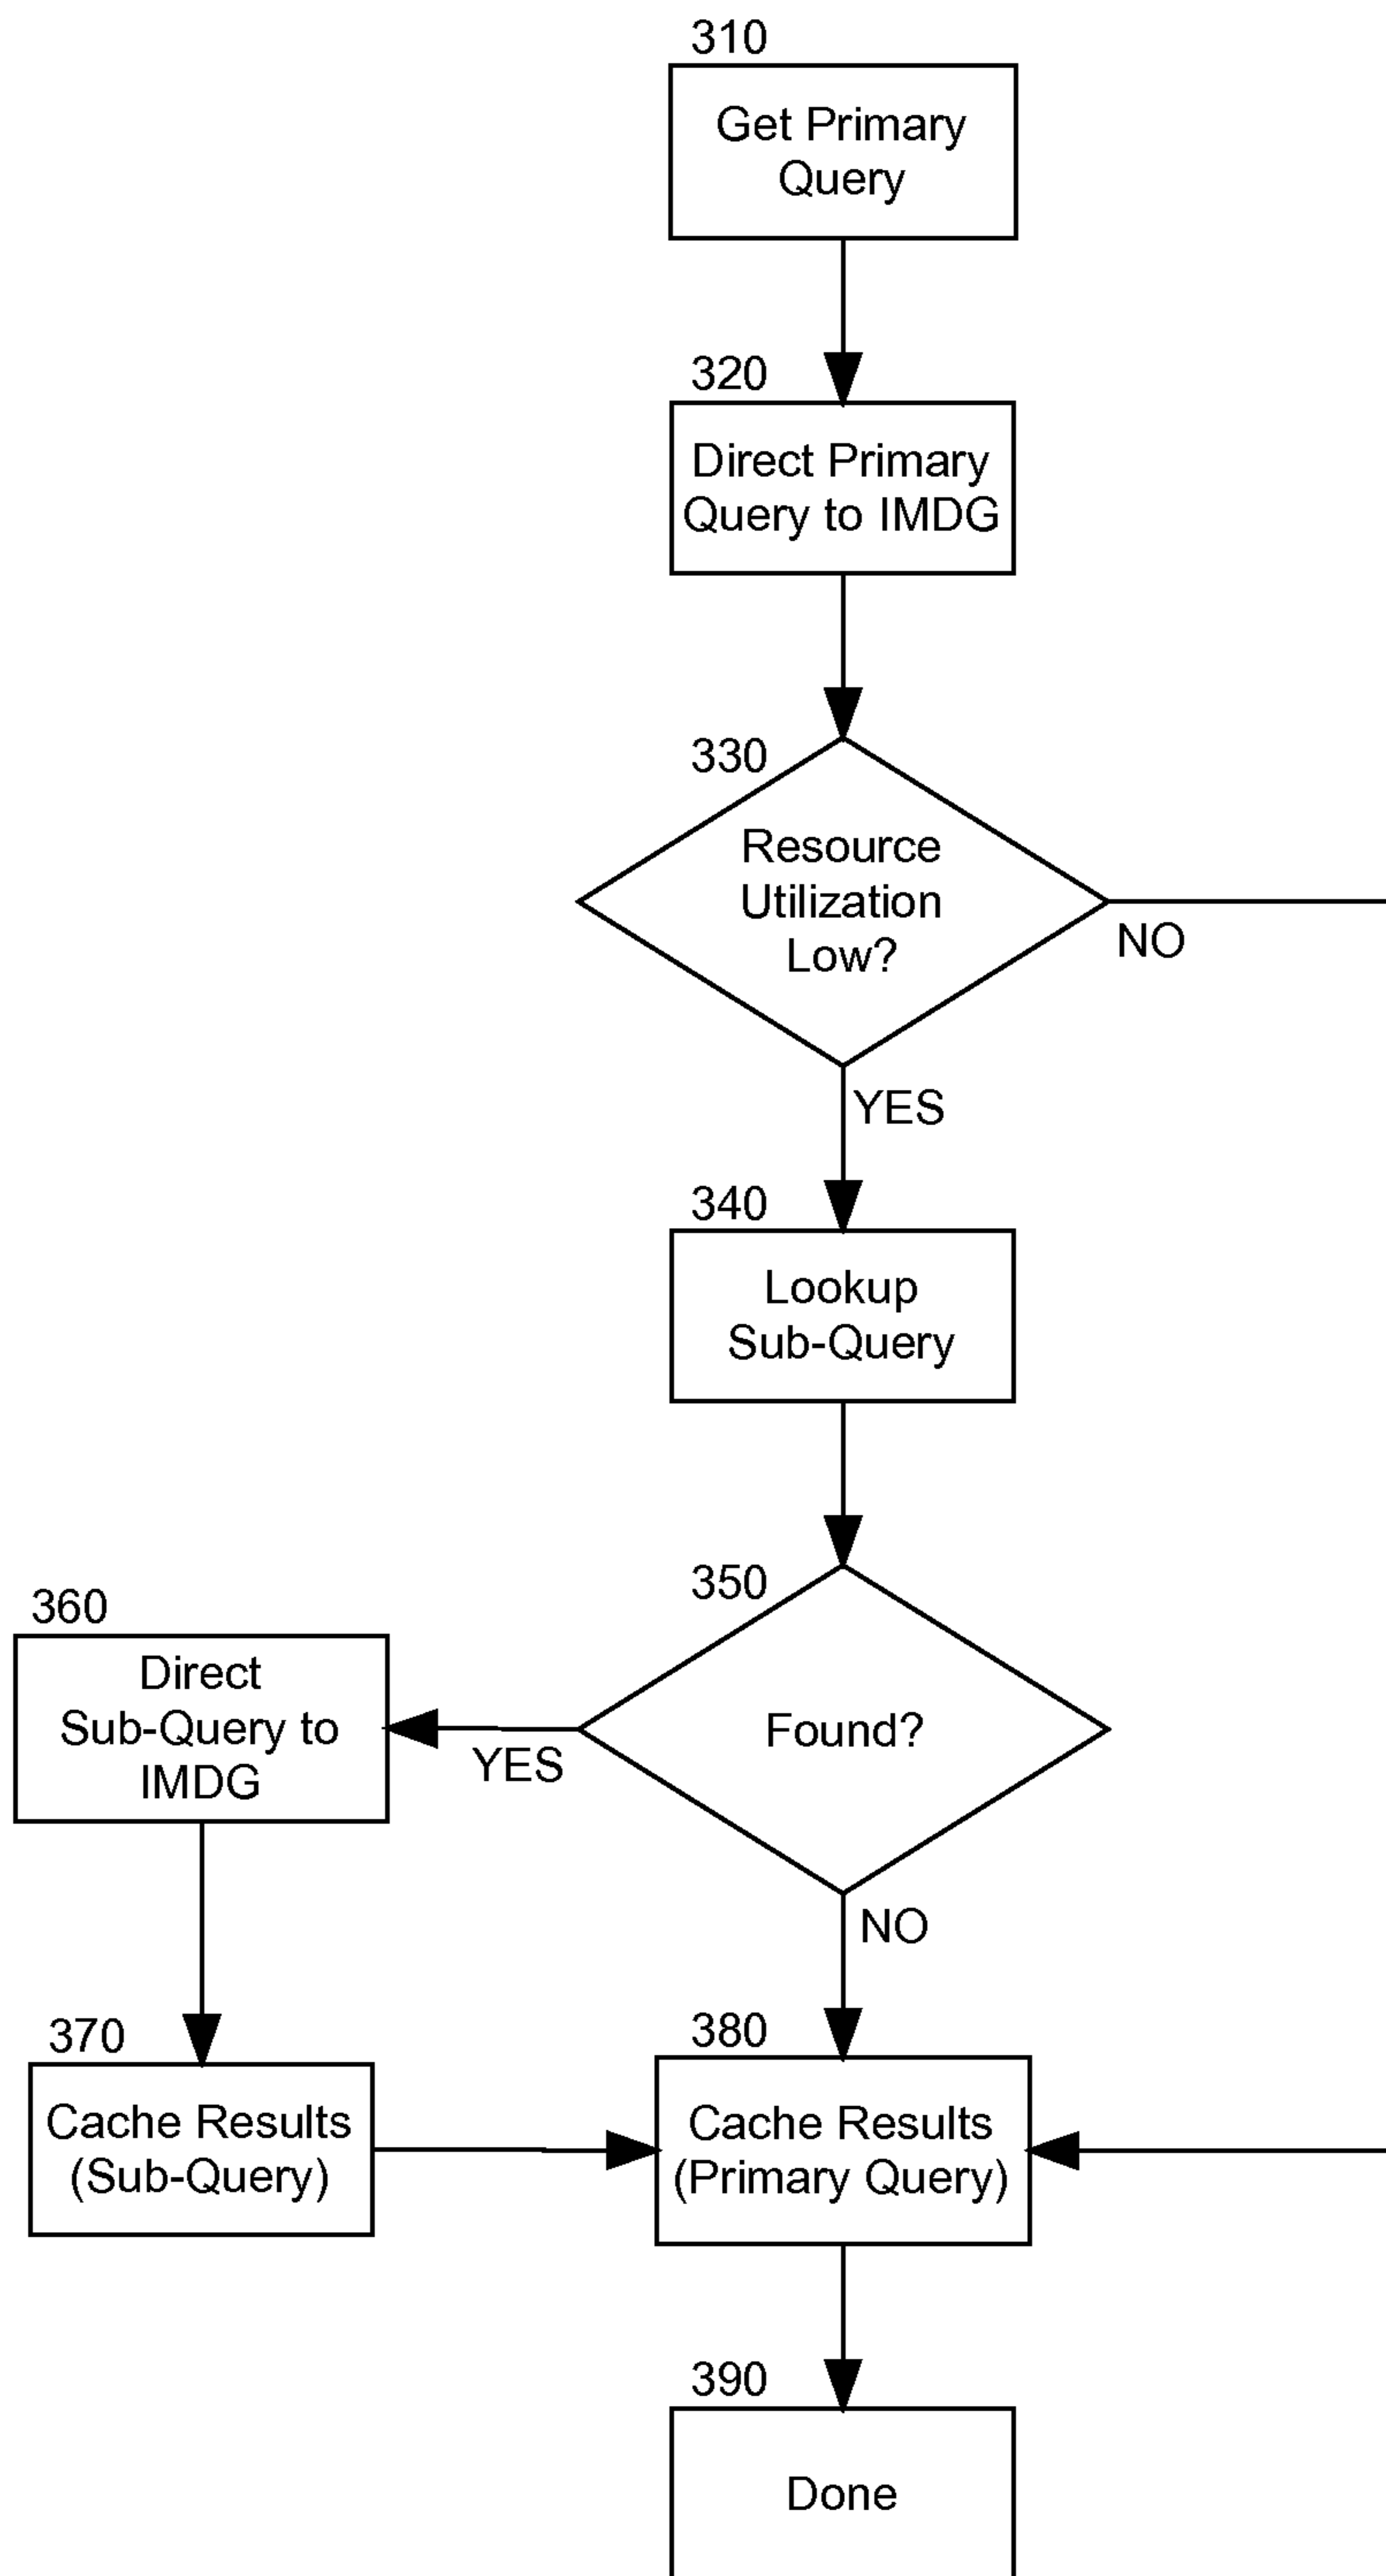 310
Get Primary
Query
320
Direct Primary
Query to IMDG
330
Resource
Utilization
Low?
NO
YES
340
Lookup
Sub-Query
350
Found?
YES
NO
360
Direct
Sub-Query to
IMDG
370
Cache Results
(Sub-Query)
380
Cache Results
(Primary Query)
390
Done